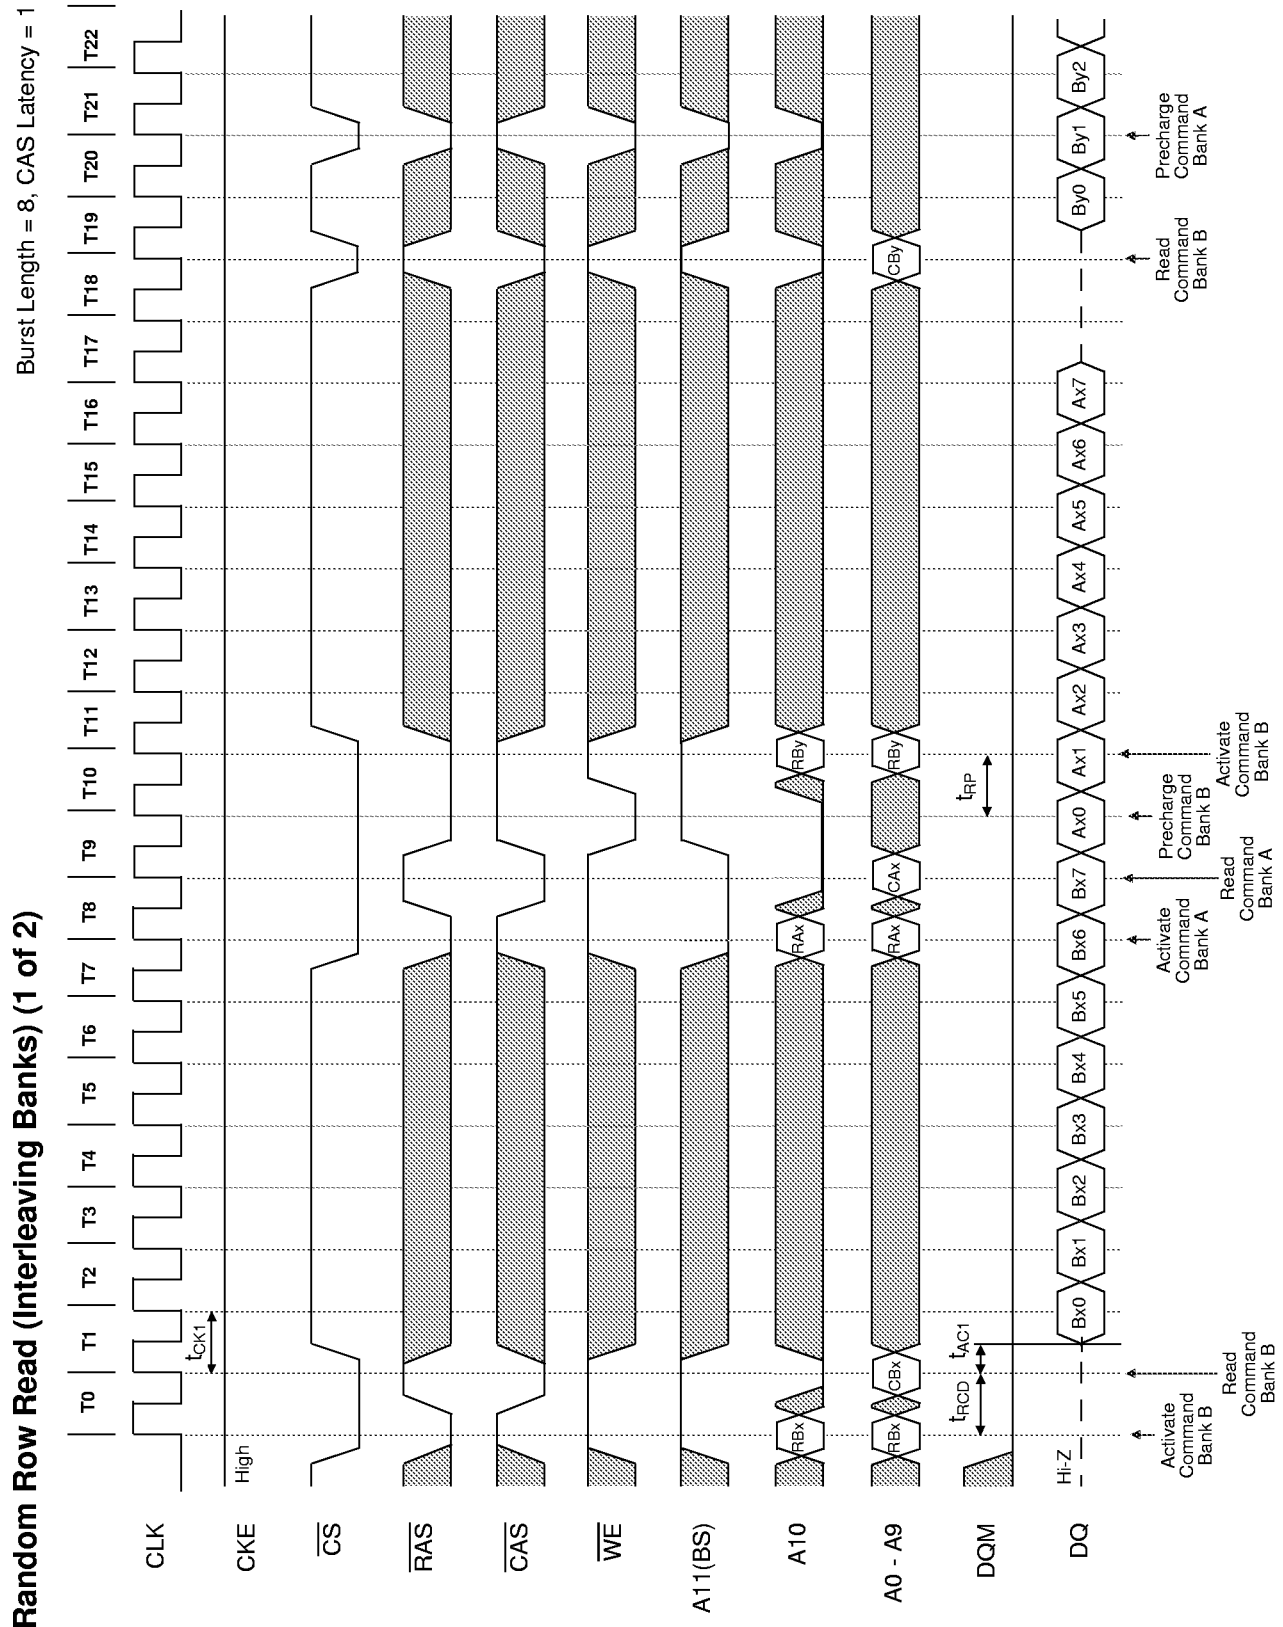 Random Row Read (Interleaving Banks) (1 of 2)
Burst Length = 8, CAS Latency = 1
T0 T1 T2 T3 T4 T5 T6 T7 T8 T9 T10 T11 T12 T13 T14 T15 T16 T17 T18 T19 T20 T21 T22
CLK
tCK1
CKE
High
CS
RAS
CAS
WE
A11(BS)
A10
RBx RAx RBy
A0 - A9
RBx CBx RAx CAx RBy CBy
DQM
tRCD tAC1 tRP
DQ
Hi-Z
Bx0 Bx1 Bx2 Bx3 Bx4 Bx5 Bx6 Bx7 Ax0 Ax1 Ax2 Ax3 Ax4 Ax5 Ax6 Ax7 By0 By1 By2
Activate
Command
Bank B
Read
Command
Bank B
Activate
Command
Bank A
Read
Command
Bank A
Precharge
Command
Bank B
Activate
Command
Bank B
Read
Command
Bank B
Precharge
Command
Bank A